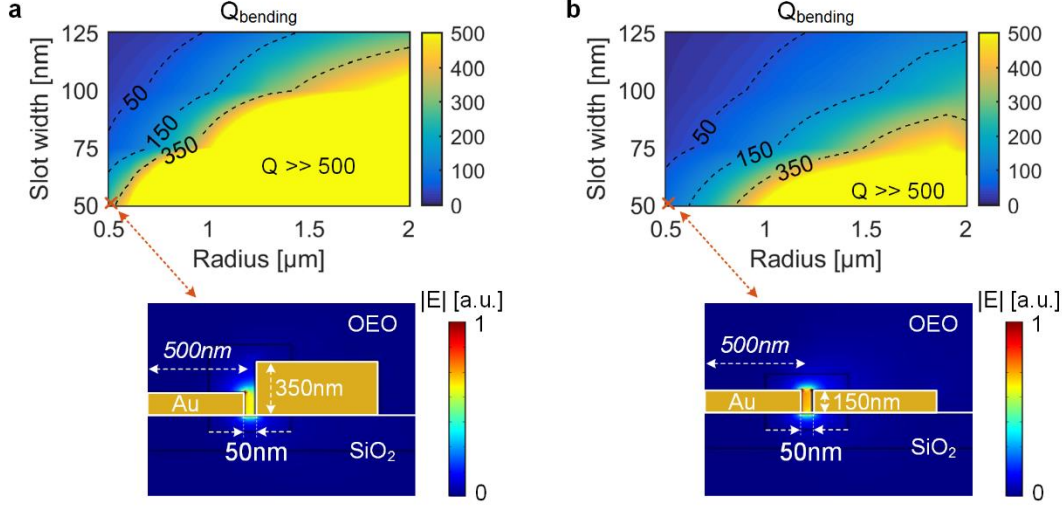 a
Q_bending
Slot width [nm]
125
100
75
50
50
150
350
Q >> 500
0.5
1
1.5
2
Radius [µm]
500
400
300
200
100
0
|E| [a.u.]
1
0
OEO
500nm
350nm
Au
50nm
SiO₂
b
Q_bending
Slot width [nm]
125
100
75
50
50
150
350
Q >> 500
0.5
1
1.5
2
Radius [µm]
500
400
300
200
100
0
|E| [a.u.]
1
0
OEO
500nm
Au
150nm
50nm
SiO₂